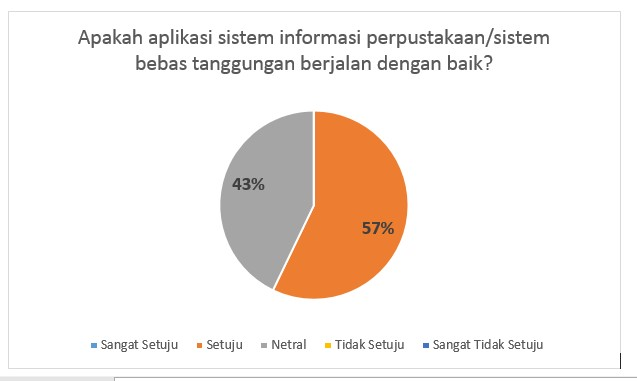 Apakah aplikasi sistem informasi perpustakaan/sistem
bebas tanggungan berjalan dengan baik?
43%
57%
Sangat Setuju Setuju Netral Tidak Setuju Sangat Tidak Setuju